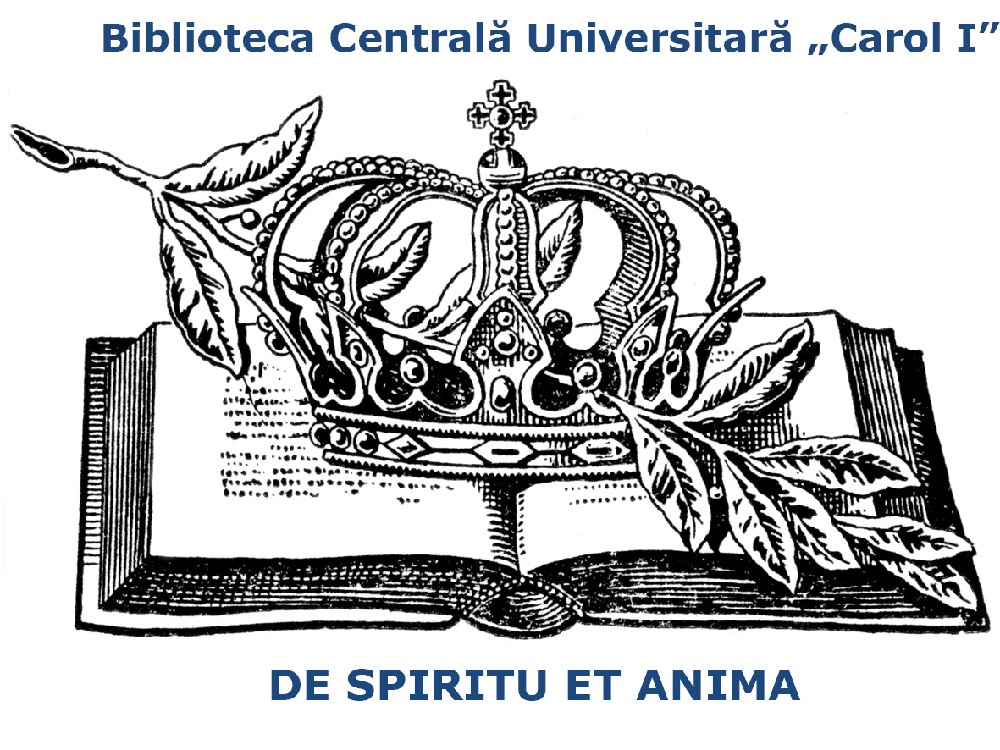 Biblioteca Centrală Universitară „Carol I”
DE SPIRITU ET ANIMA